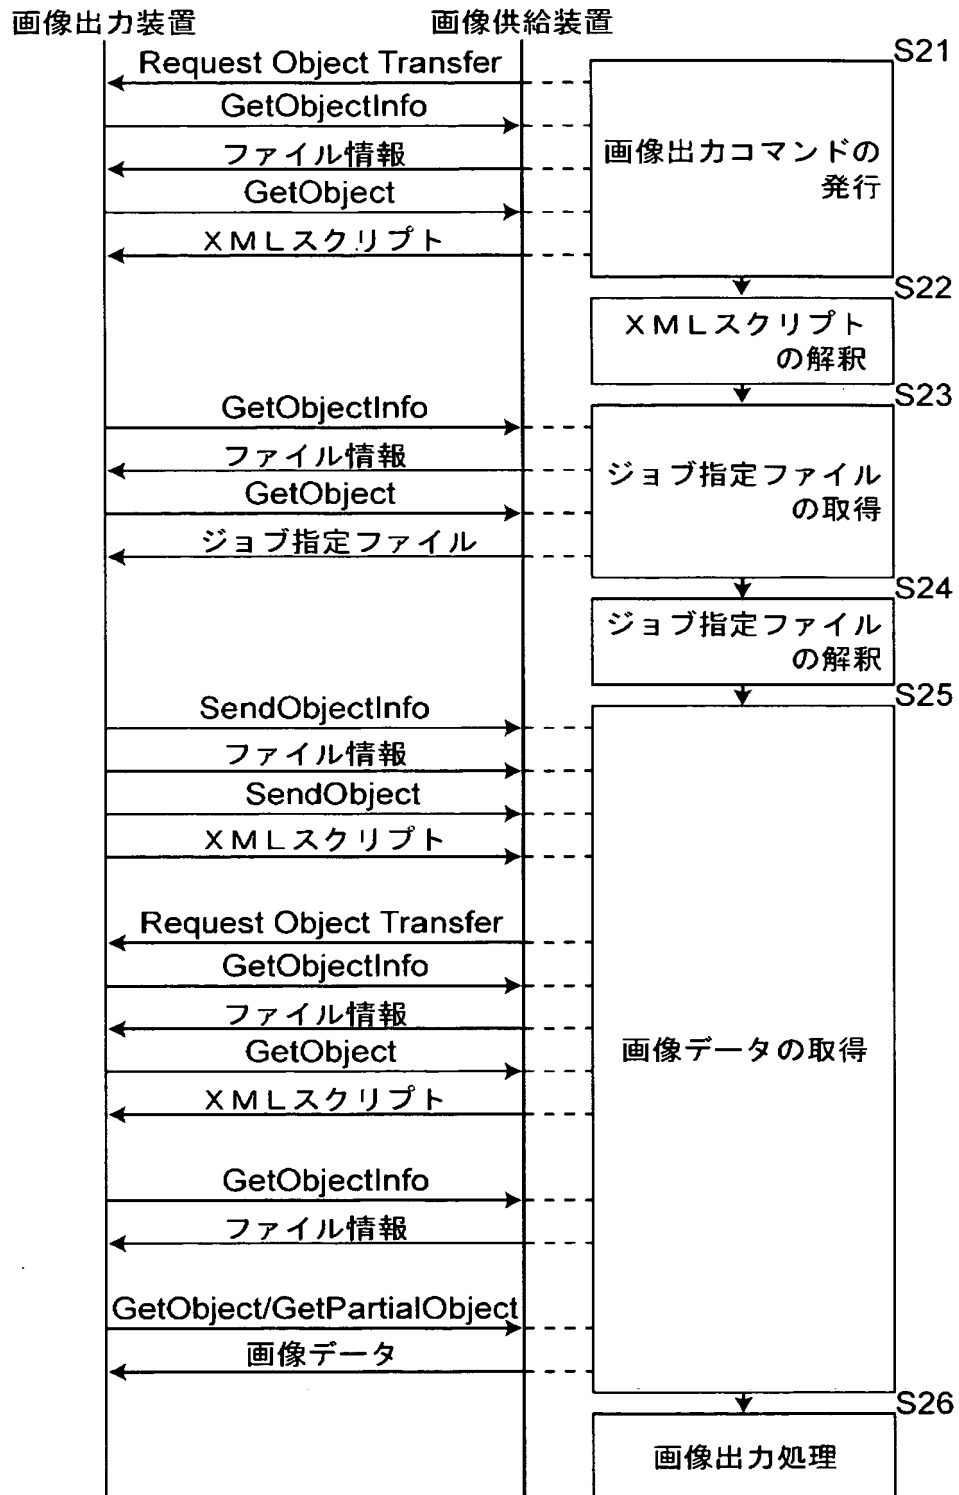 画像出力装置
画像供給装置
S21
Request Object Transfer
GetObjectInfo
ファイル情報
GetObject
XMLスクリプト
画像出力コマンドの
発行
S22
XMLスクリプト
の解釈
S23
GetObjectInfo
ファイル情報
GetObject
ジョブ指定ファイル
ジョブ指定ファイル
の取得
S24
ジョブ指定ファイル
の解釈
S25
SendObjectInfo
ファイル情報
SendObject
XMLスクリプト
Request Object Transfer
GetObjectInfo
ファイル情報
GetObject
XMLスクリプト
画像データの取得
GetObjectInfo
ファイル情報
GetObject/GetPartialObject
画像データ
S26
画像出力処理